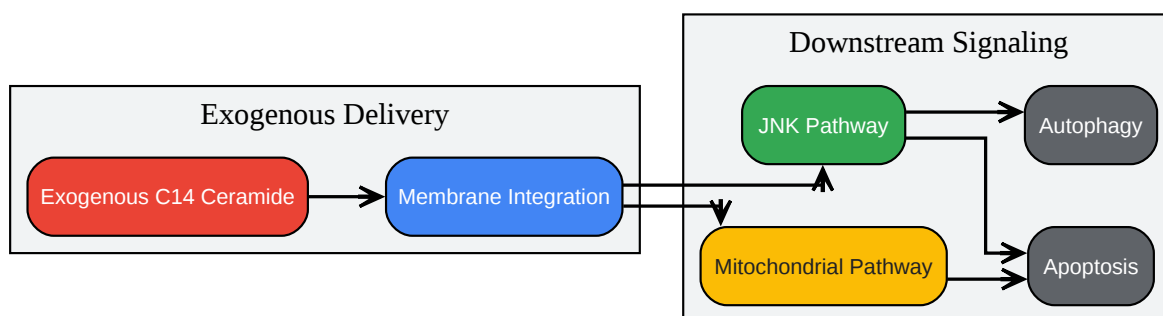 Exogenous Delivery
Exogenous C14 Ceramide
Membrane Integration
Downstream Signaling
JNK Pathway
Autophagy
Mitochondrial Pathway
Apoptosis